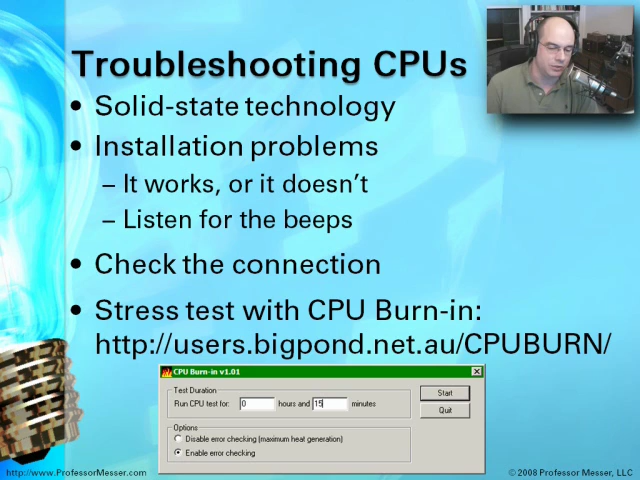 Troubleshooting CPUs
• Solid-state technology
• Installation problems
– It works, or it doesn't
– Listen for the beeps
• Check the connection
• Stress test with CPU Burn-in:
http://users.bigpond.net.au/CPUBURN/
CPU Burn-in v1.01
Test Duration
Run CPU test for: 0 hours and 15 minutes
Start
Quit
Options
Disable error checking (maximum heat generation)
Enable error checking
http://www.ProfessorMesser.com
© 2008 Professor Messer, LLC